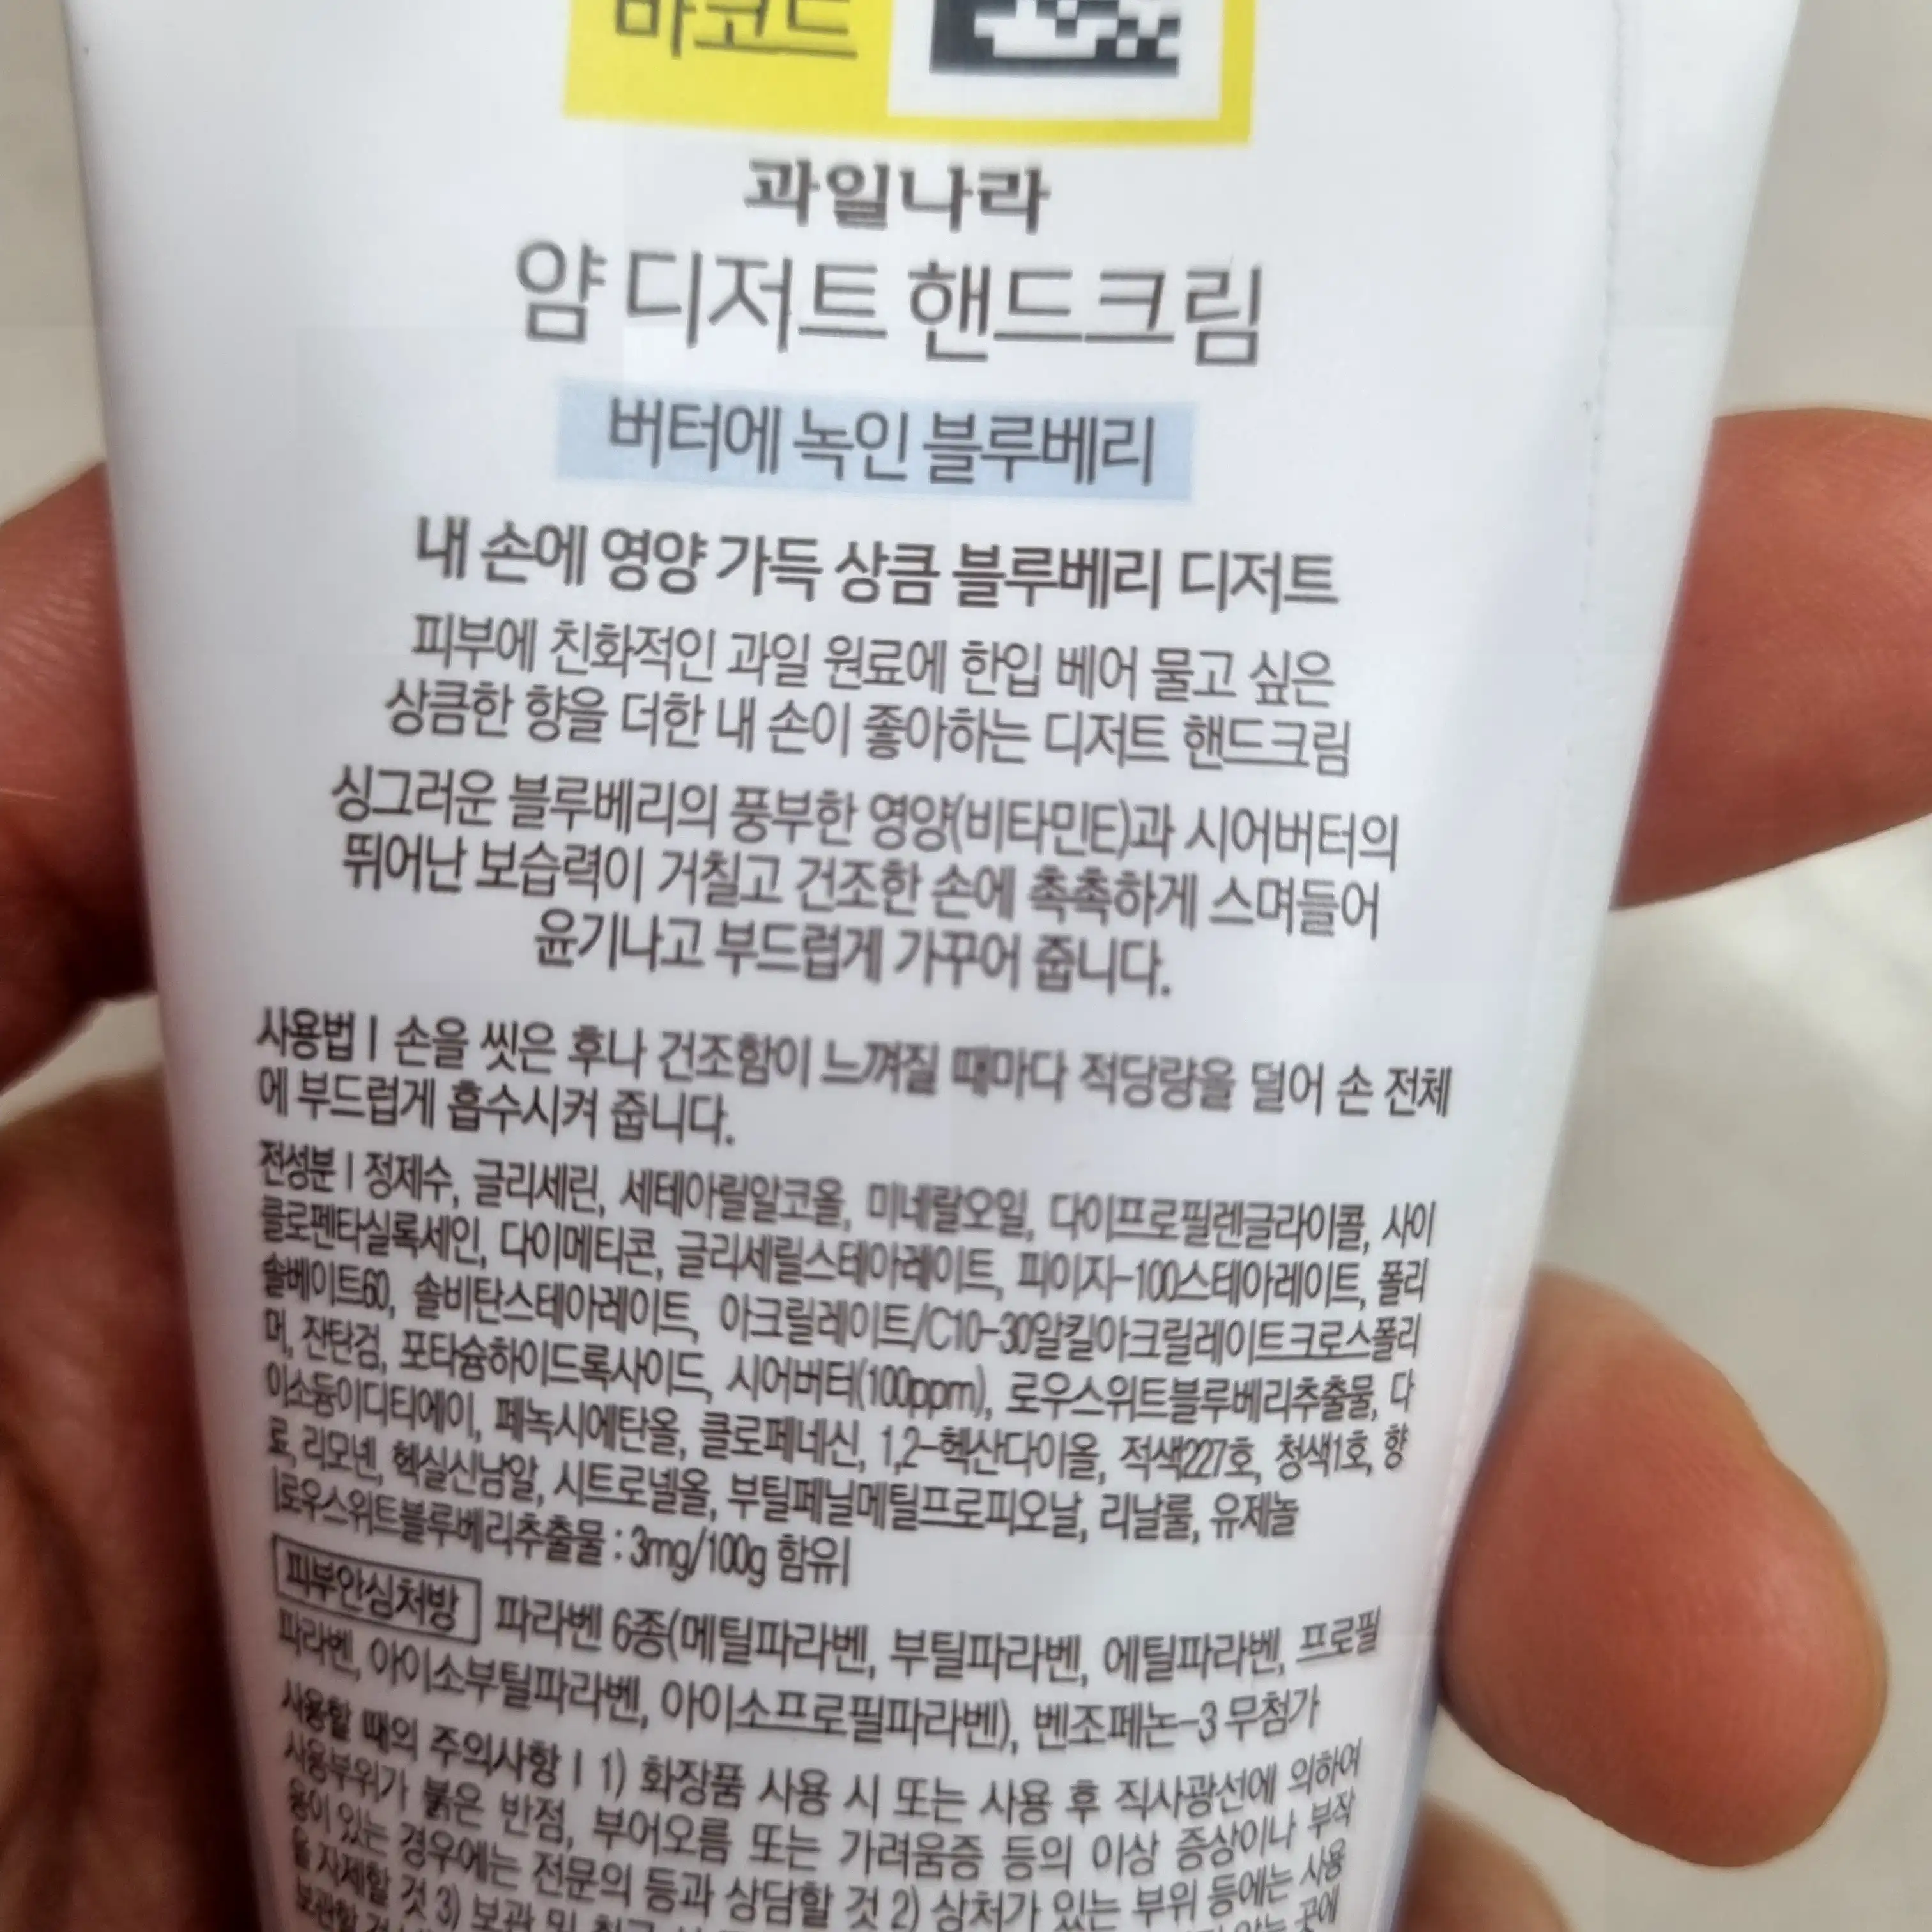 바코드
과일나라
얌 디저트 핸드크림
버터에 녹인 블루베리
내 손에 영양 가득 상큼 블루베리 디저트
피부에 친화적인 과일 원료에 한입 베어 물고 싶은
상큼한 향을 더한 내 손이 좋아하는 디저트 핸드크림
싱그러운 블루베리의 풍부한 영양(비타민E)과 시어버터의
뛰어난 보습력이 거칠고 건조한 손에 촉촉하게 스며들어
윤기나고 부드럽게 가꾸어 줍니다.
사용법 | 손을 씻은 후나 건조함이 느껴질 때마다 적당량을 덜어 손 전체
에 부드럽게 흡수시켜 줍니다.
전성분 | 정제수, 글리세린, 세테아릴알코올, 미네랄오일, 다이프로필렌글라이콜, 사이
클로펜타실록세인, 다이메티콘, 글리세릴스테아레이트, 피이지-100스테아레이트, 폴리
솔베이트60, 솔비탄스테아레이트, 아크릴레이트/C10-30알킬아크릴레이트크로스폴리
머, 잔탄검, 포타슘하이드록사이드, 시어버터(100ppm), 로우스위트블루베리추출물, 다
이소듐이디티에이, 페녹시에탄올, 클로페네신, 1,2-헥산다이올, 적색227호, 청색1호, 향
료, 리모넨, 헥실신남알, 시트로넬올, 부틸페닐메틸프로피오날, 리날룰, 유제놀
|로우스위트블루베리추출물 : 3mg/100g 함유|
피부안심처방 파라벤 6종(메틸파라벤, 부틸파라벤, 에틸파라벤, 프로필
파라벤, 아이소부틸파라벤, 아이소프로필파라벤), 벤조페논-3 무첨가
사용할 때의 주의사항 | 1) 화장품 사용 시 또는 사용 후 직사광선에 의하여
사용부위가 붉은 반점, 부어오름 또는 가려움증 등의 이상 증상이나 부작
용이 있는 경우에는 전문의 등과 상담할 것 2) 상처가 있는 부위 등에는 사용
을 자제할 것 3) 보관 및 곳에
보관할 것